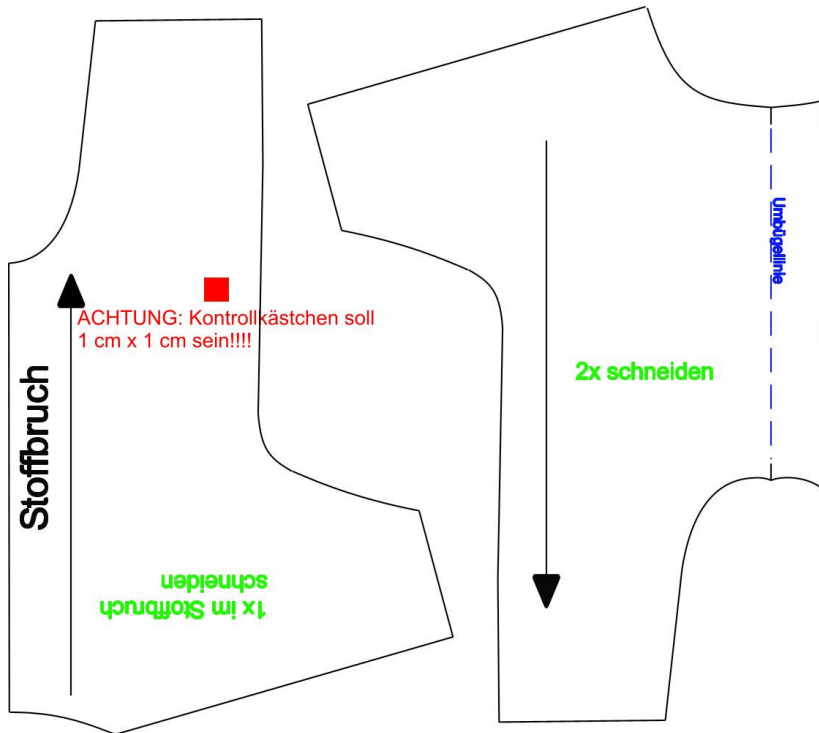 Stoffbruch
ACHTUNG: Kontrollkästchen soll
1 cm x 1 cm sein!!!!
1x im Stoffbruch
schneiden
2x schneiden
Umbügellinie